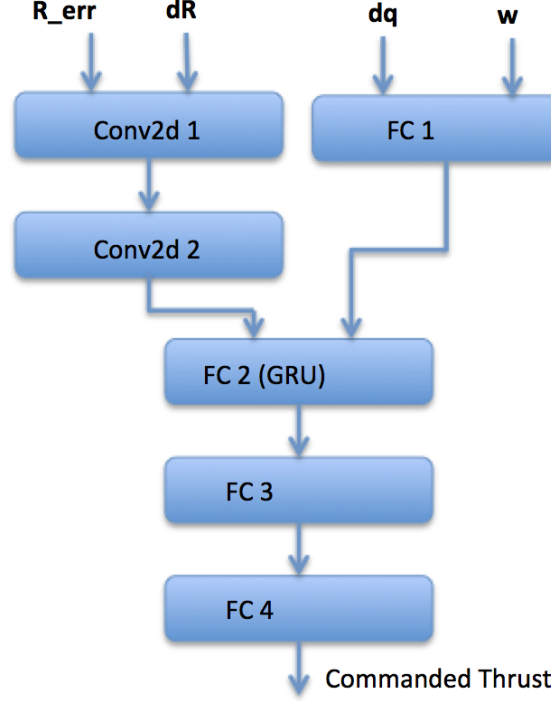 R_err dR dq w
Conv2d 1 FC 1
Conv2d 2
FC 2 (GRU)
FC 3
FC 4
Commanded Thrust